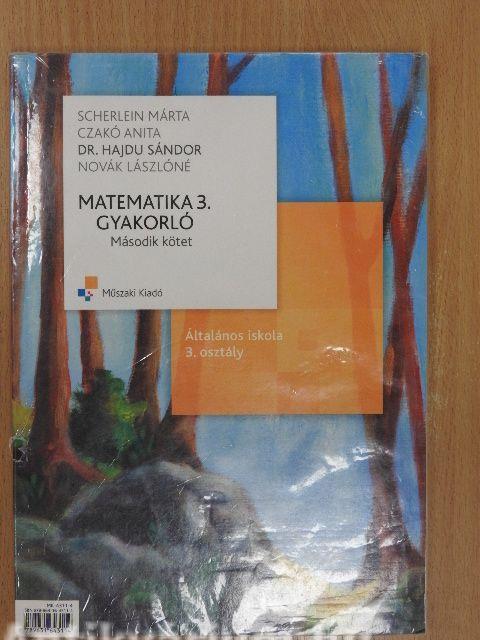 SCHERLEIN MÁRTA
CZAKÓ ANITA
DR. HAJDU SÁNDOR
NOVÁK LÁSZLÓNÉ
MATEMATIKA 3.
GYAKORLÓ
Második kötet
Műszaki Kiadó
Általános iskola
3. osztály